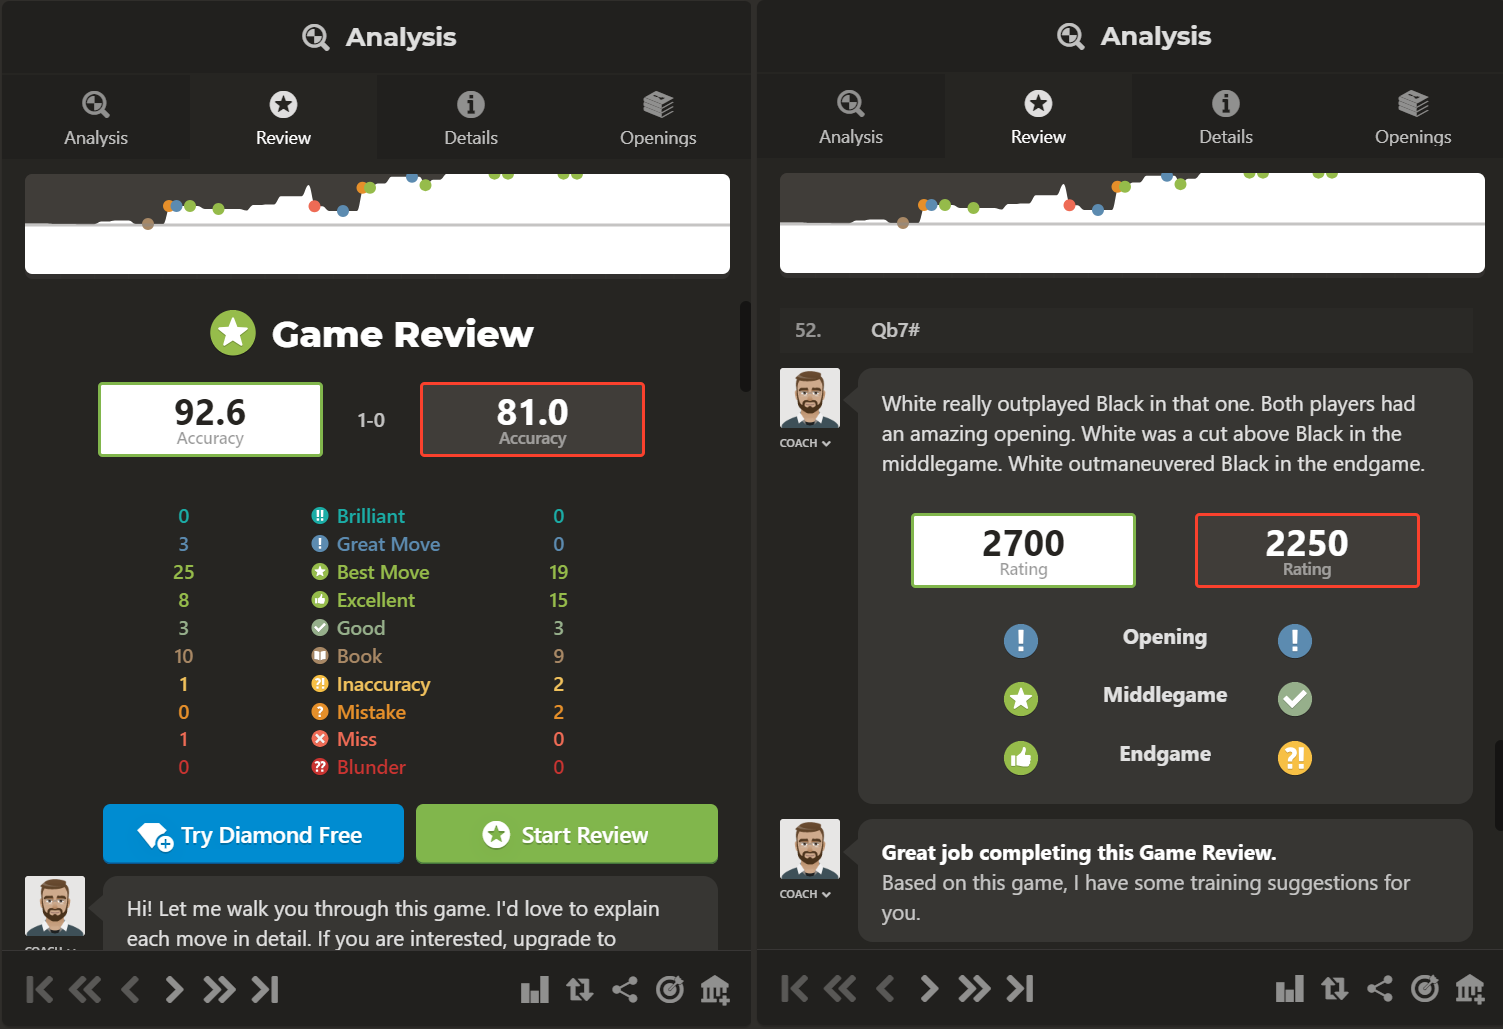 Analysis
Analysis
Review
Details
Openings
Game Review
92.6
Accuracy
1-0
81.0
Accuracy
0 Brilliant 0
3 Great Move 0
25 Best Move 19
8 Excellent 15
3 Good 3
10 Book 9
1 Inaccuracy 2
0 Mistake 2
1 Miss 0
0 Blunder 0
Try Diamond Free
Start Review
COACH
Hi! Let me walk you through this game. I'd love to explain
each move in detail. If you are interested, upgrade to
Analysis
Analysis
Review
Details
Openings
52. Qb7#
COACH
White really outplayed Black in that one. Both players had
an amazing opening. White was a cut above Black in the
middlegame. White outmaneuvered Black in the endgame.
2700
Rating
2250
Rating
Opening
Middlegame
Endgame
COACH
Great job completing this Game Review.
Based on this game, I have some training suggestions for
you.